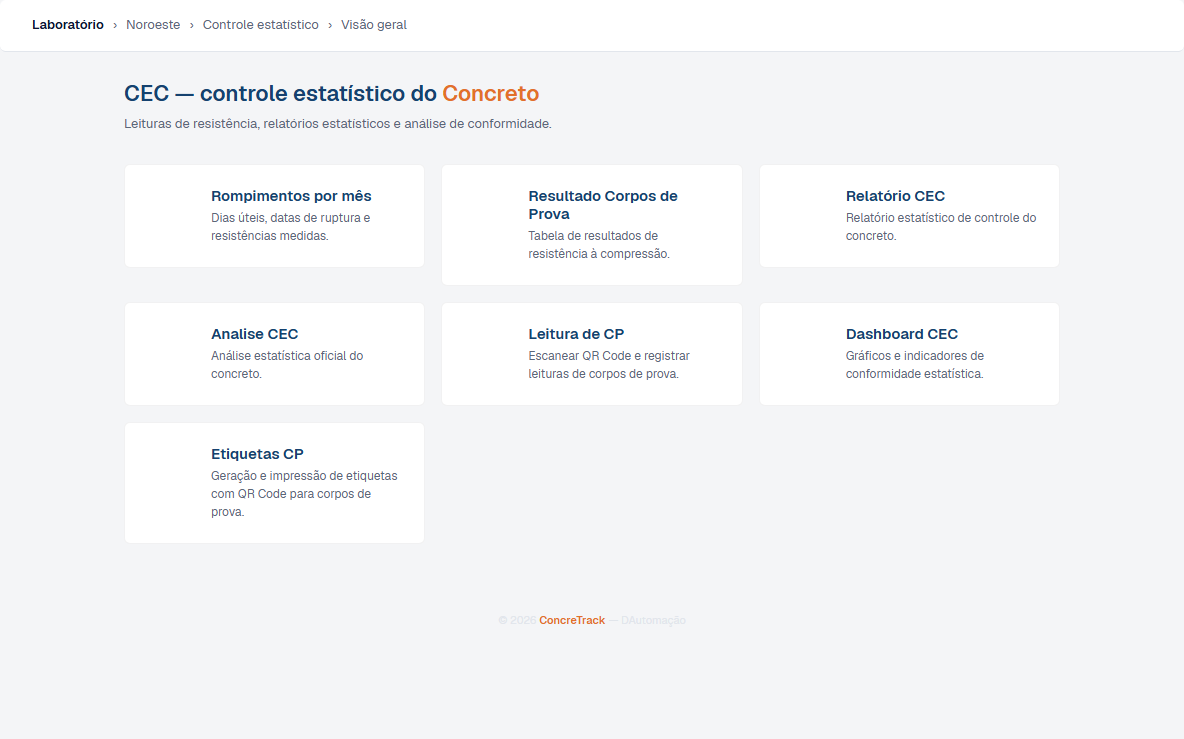 Laboratório › Noroeste › Controle estatístico › Visão geral
CEC — controle estatístico do Concreto
Leituras de resistência, relatórios estatísticos e análise de conformidade.
Rompimentos por mês
Dias úteis, datas de ruptura e
resistências medidas.
Resultado Corpos de
Prova
Tabela de resultados de
resistência à compressão.
Relatório CEC
Relatório estatístico de controle do
concreto.
Analise CEC
Análise estatística oficial do
concreto.
Leitura de CP
Escanear QR Code e registrar
leituras de corpos de prova.
Dashboard CEC
Gráficos e indicadores de
conformidade estatística.
Etiquetas CP
Geração e impressão de etiquetas
com QR Code para corpos de
prova.
© 2026 ConcreTrack — DAutomação